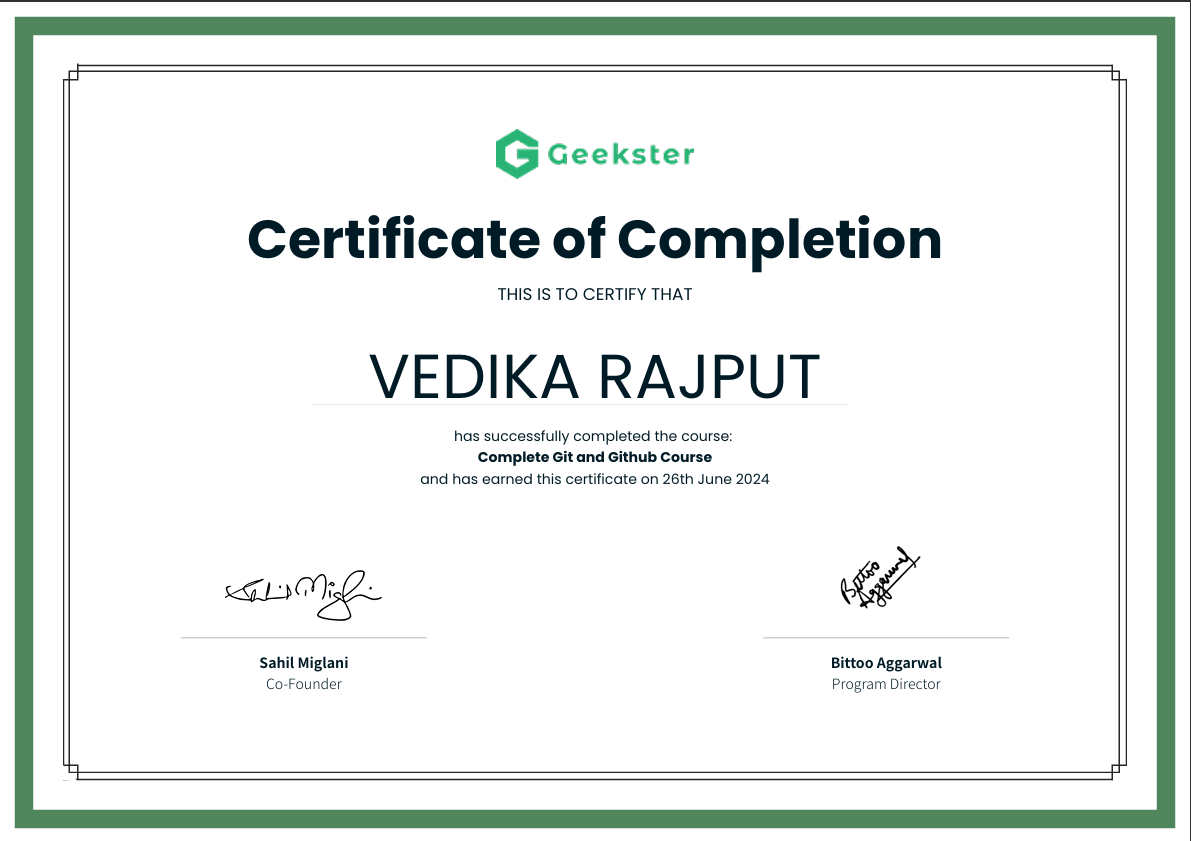 Geekster
Certificate of Completion
THIS IS TO CERTIFY THAT
VEDIKA RAJPUT
has successfully completed the course:
Complete Git and Github Course
and has earned this certificate on 26th June 2024
Sahil Miglani
Bittoo
Aggarwal
Sahil Miglani
Co-Founder
Bittoo Aggarwal
Program Director